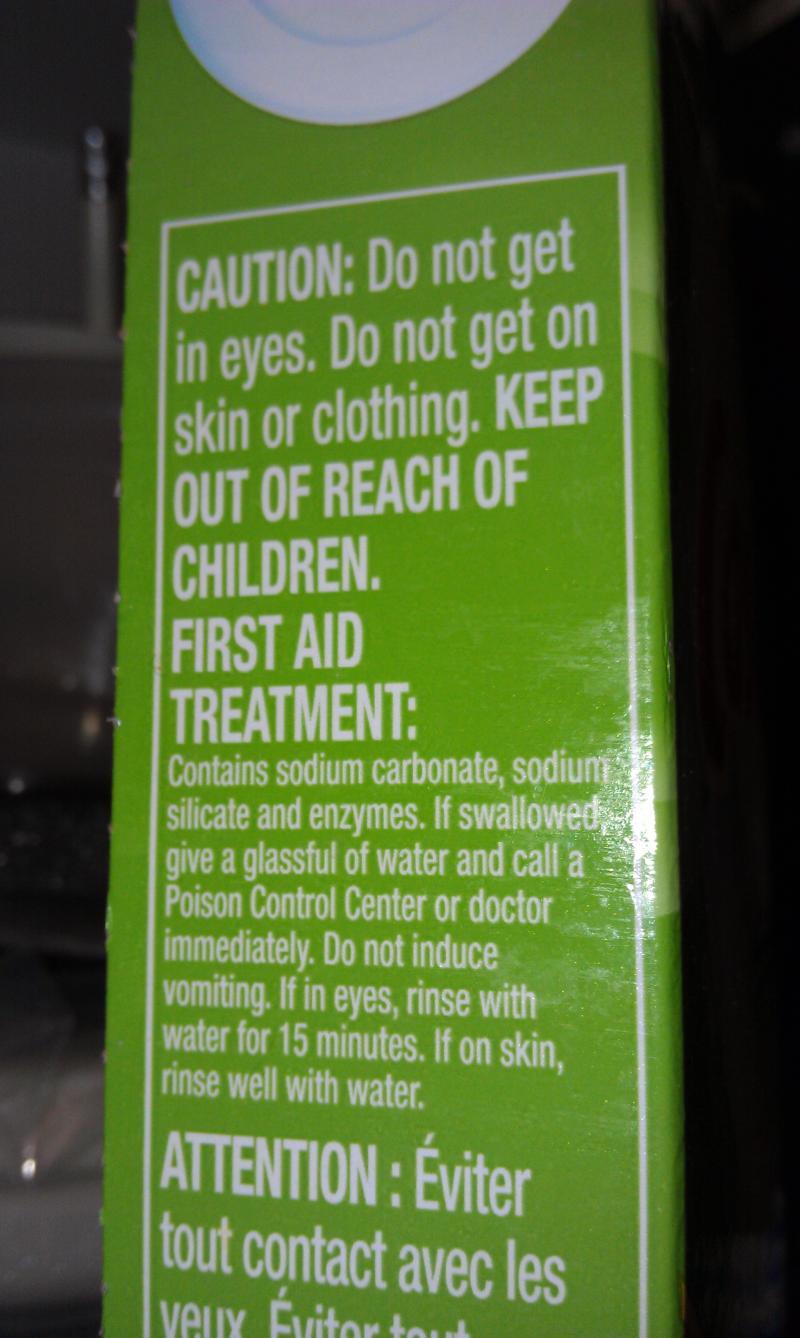 CAUTION: Do not get
in eyes. Do not get on
skin or clothing. KEEP
OUT OF REACH OF
CHILDREN.
FIRST AID
TREATMENT:
Contains sodium carbonate, sodium
silicate and enzymes. If swallowed,
give a glassful of water and call a
Poison Control Center or doctor
immediately. Do not induce
vomiting. If in eyes, rinse with
water for 15 minutes. If on skin,
rinse well with water.
ATTENTION : Éviter
tout contact avec les
yeux. Éviter tout